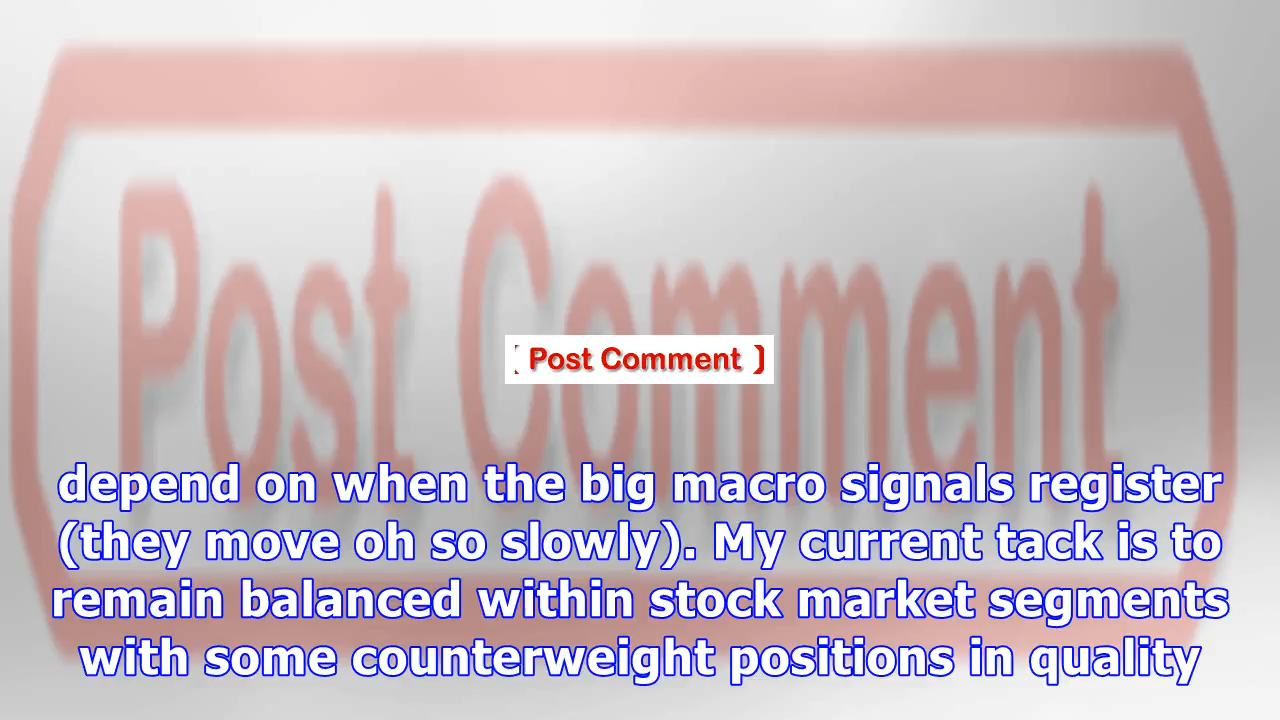 Post Comment
[ Post Comment ]
depend on when the big macro signals register
(they move oh so slowly). My current tack is to
remain balanced within stock market segments
with some counterweight positions in quality